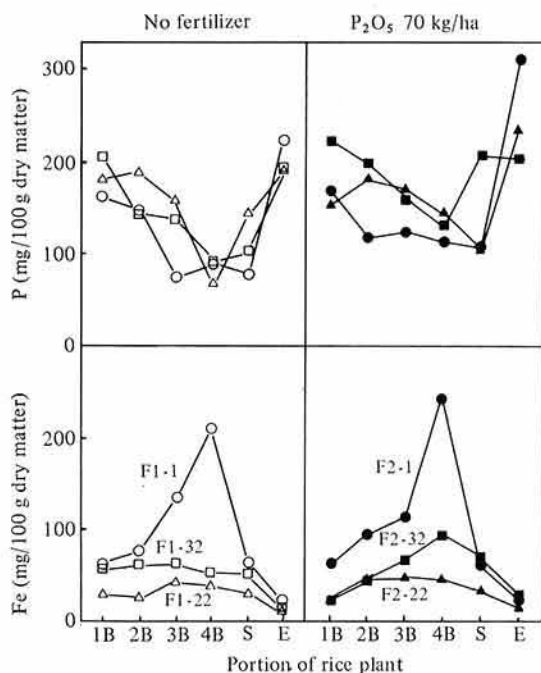 No fertilizer
P₂O₅ 70 kg/ha
P (mg/100 g dry matter)
300
200
100
0
Fe (mg/100 g dry matter)
200
100
0
F1-1
F1-32
F1-22
F2-1
F2-32
F2-22
1B 2B 3B 4B S E
1B 2B 3B 4B S E
Portion of rice plant